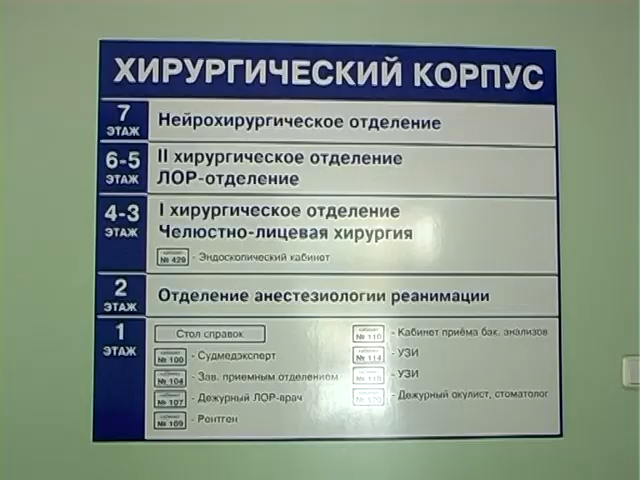 ХИРУРГИЧЕСКИЙ КОРПУС
7 ЭТАЖ
Нейрохирургическое отделение
6-5 ЭТАЖ
II хирургическое отделение
ЛОР-отделение
4-3 ЭТАЖ
I хирургическое отделение
Челюстно-лицевая хирургия
№ 429 - Эндоскопический кабинет
2 ЭТАЖ
Отделение анестезиологии реанимации
1 ЭТАЖ
Стол справок
№ 100 - Судмедэксперт
№ 104 - Зав. приемным отделением
№ 107 - Дежурный ЛОР-врач
№ 109 - Рентген
№ 110 - Кабинет приёма бак. анализов
№ 114 - УЗИ
- УЗИ
- Дежурный окулист, стоматолог